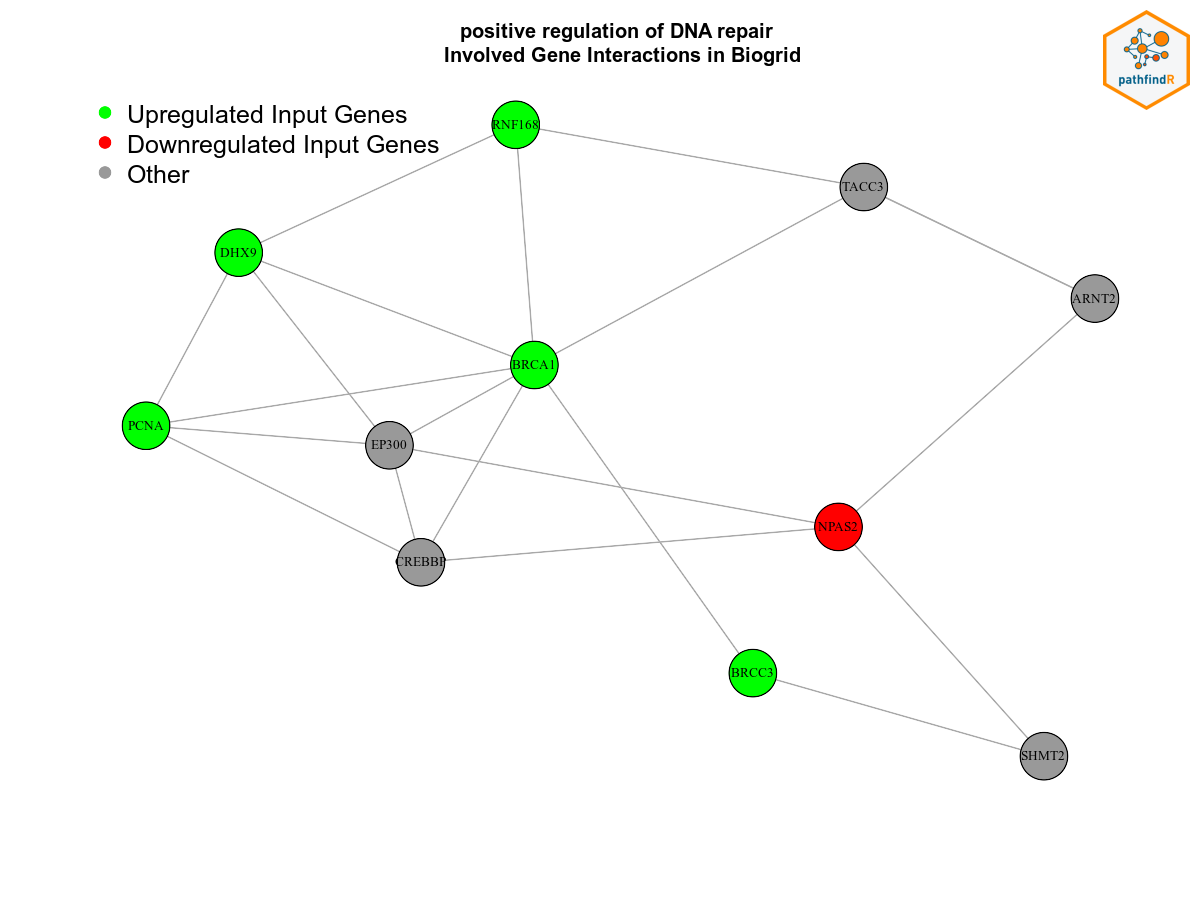 positive regulation of DNA repair
Involved Gene Interactions in Biogrid
pathfindR
Upregulated Input Genes
Downregulated Input Genes
Other
RNF168
TACC3
DHX9
ARNT2
BRCA1
PCNA
EP300
NPAS2
CREBBP
BRCC3
SHMT2